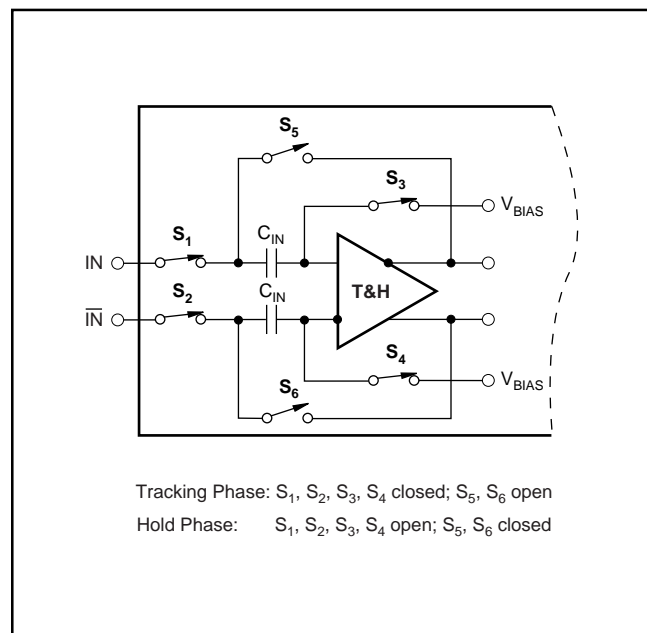 S5
S3
VBIAS
S1
CIN
IN
T&H
S2
CIN
IN
S4
VBIAS
S6
Tracking Phase: S1, S2, S3, S4 closed; S5, S6 open
Hold Phase: S1, S2, S3, S4 open; S5, S6 closed